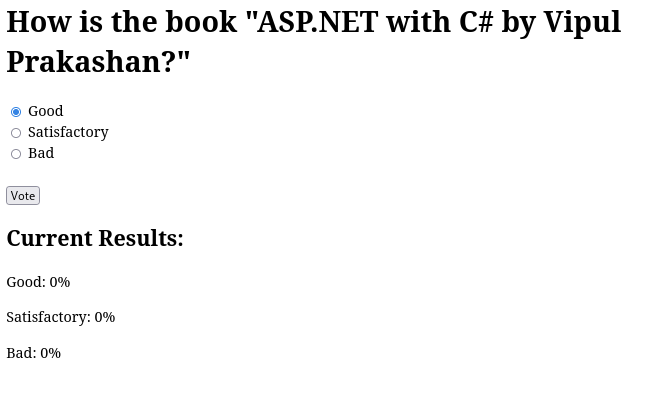 How is the book "ASP.NET with C# by Vipul
Prakashan?"
Good
Satisfactory
Bad
Vote
Current Results:
Good: 0%
Satisfactory: 0%
Bad: 0%